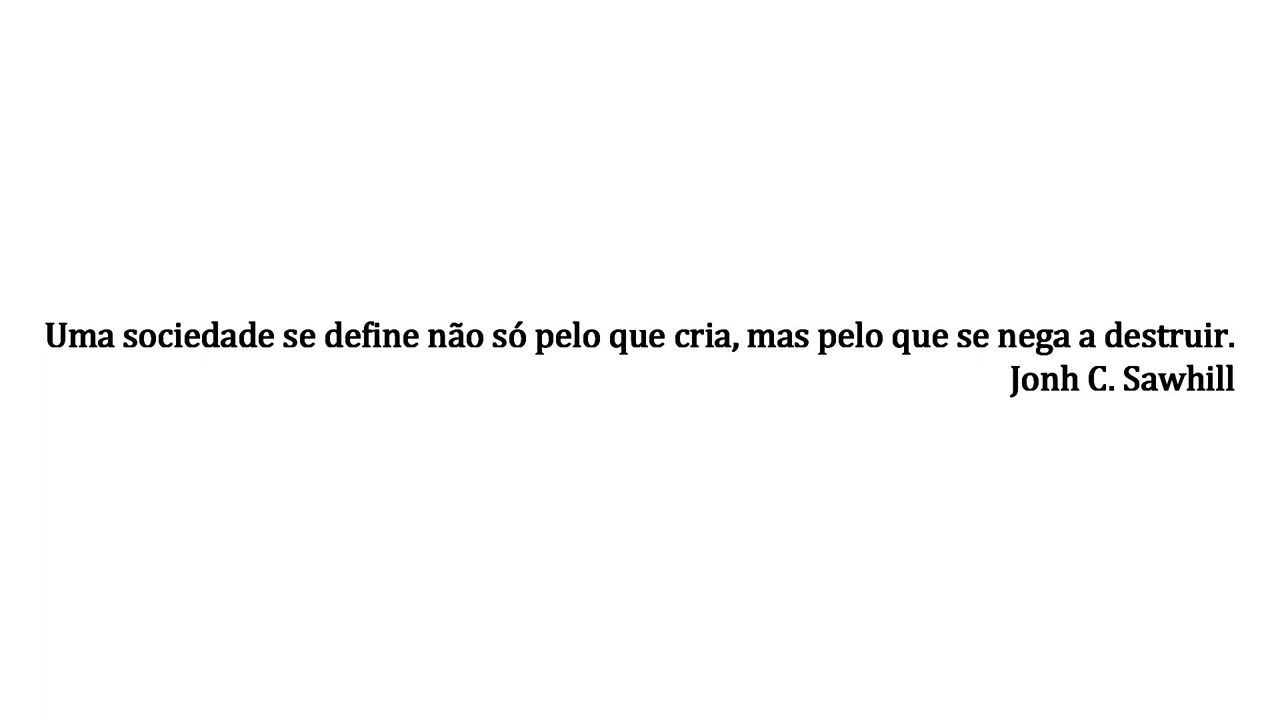 Uma sociedade se define não só pelo que cria, mas pelo que se nega a destruir.
Jonh C. Sawhill